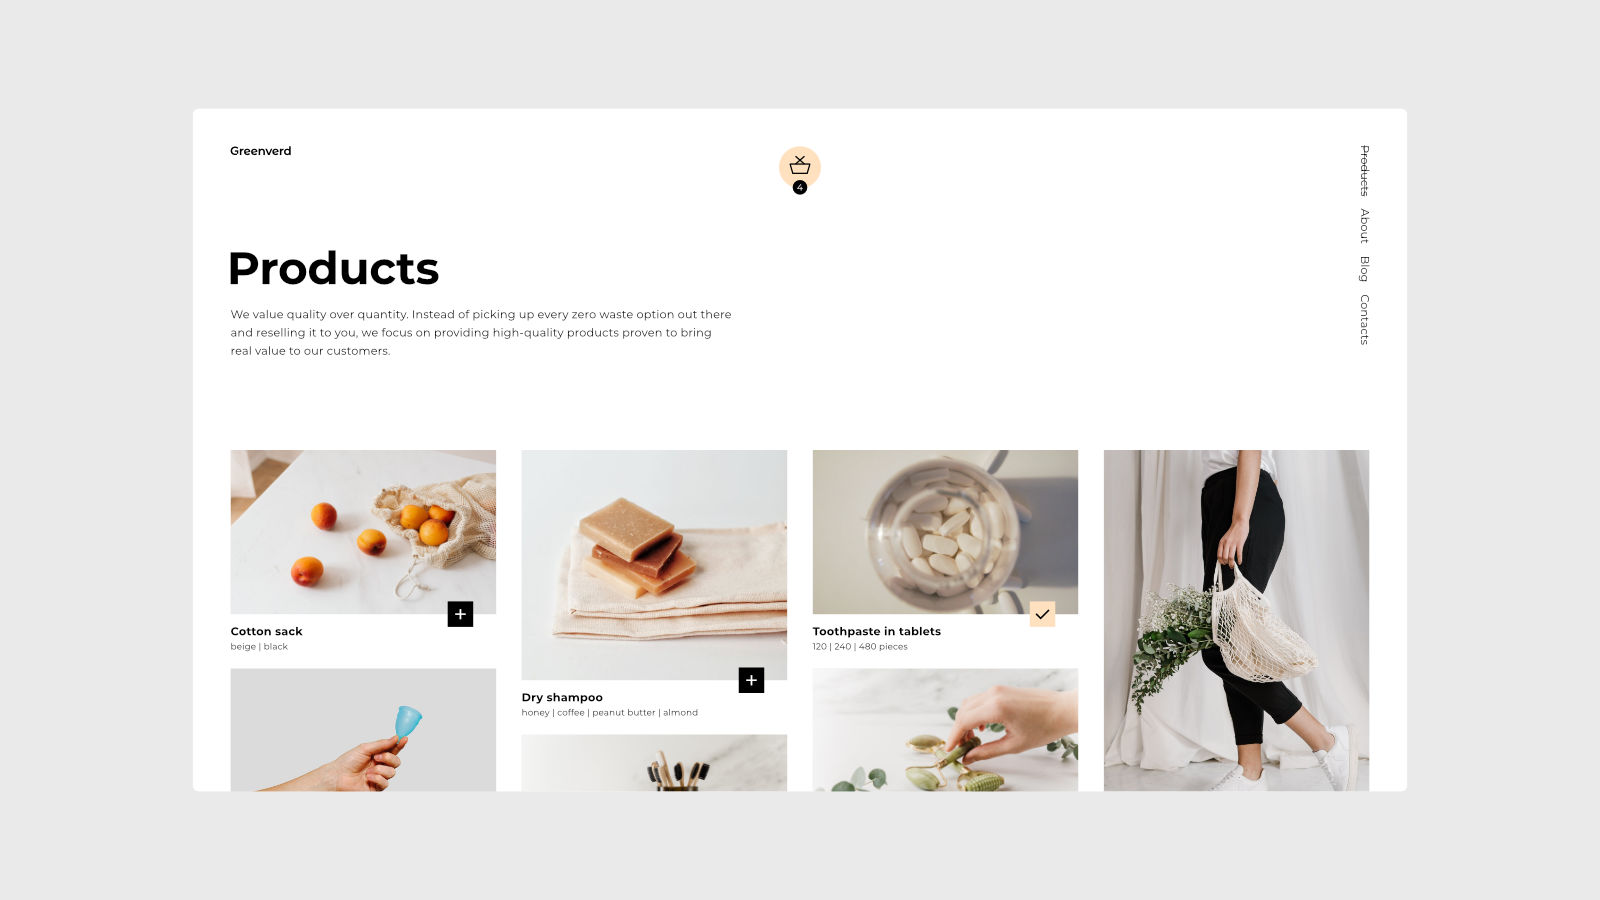 Greenverd
4
Products
About
Blog
Contacts
Products
We value quality over quantity. Instead of picking up every zero waste option out there
and reselling it to you, we focus on providing high-quality products proven to bring
real value to our customers.
Cotton sack
beige | black
Dry shampoo
honey | coffee | peanut butter | almond
Toothpaste in tablets
120 | 240 | 480 pieces